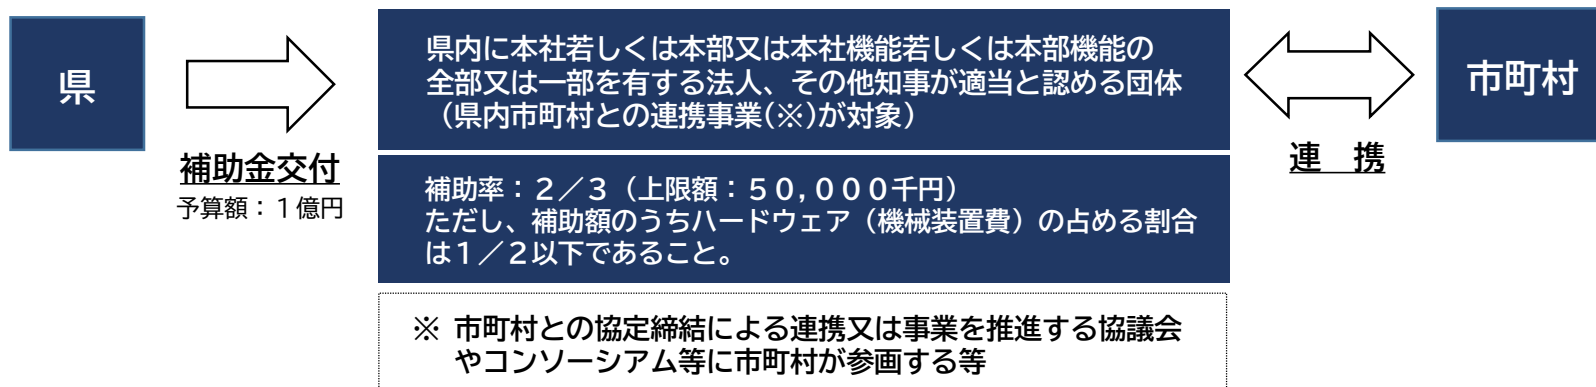 県
補助金交付
予算額：１億円
県内に本社若しくは本部又は本社機能若しくは本部機能の
全部又は一部を有する法人、その他知事が適当と認める団体
（県内市町村との連携事業(※)が対象）
補助率：２／３（上限額：５０,０００千円）
ただし、補助額のうちハードウェア（機械装置費）の占める割合
は１／２以下であること。
※ 市町村との協定締結による連携又は事業を推進する協議会
やコンソーシアム等に市町村が参画する等
連　携
市町村